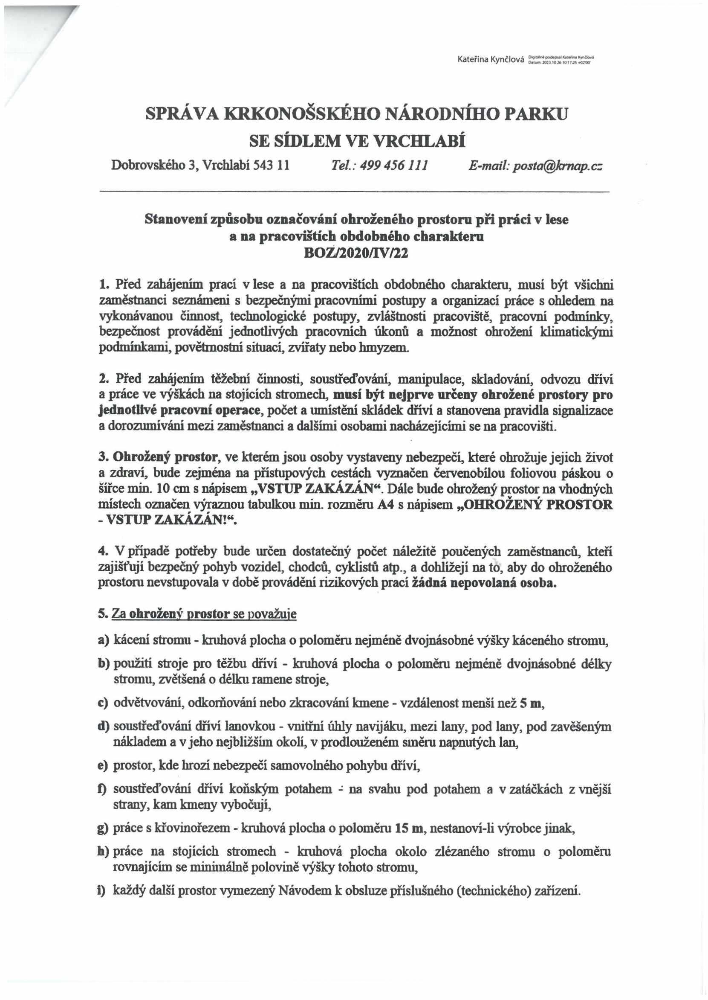 Kateřina Kynčlová
Digitálně podepsal Kateřina Kynčlová
Datum: 2023.10.26 10:17:25 +02'00'
SPRÁVA KRKONOŠSKÉHO NÁRODNÍHO PARKU
SE SÍDLEM VE VRCHLABÍ
Dobrovského 3, Vrchlabí 543 11 Tel.: 499 456 111 E-mail: posta@krnap.cz
Stanovení způsobu označování ohroženého prostoru při práci v lese
a na pracovištích obdobného charakteru
BOZ/2020/IV/22
1. Před zahájením prací v lese a na pracovištích obdobného charakteru, musí být všichni
zaměstnanci seznámeni s bezpečnými pracovními postupy a organizací práce s ohledem na
vykonávanou činnost, technologické postupy, zvláštnosti pracoviště, pracovní podmínky,
bezpečnost provádění jednotlivých pracovních úkonů a možnost ohrožení klimatickými
podmínkami, povětrnostní situací, zvířaty nebo hmyzem.
2. Před zahájením těžební činnosti, soustřeďování, manipulace, skladování, odvozu dříví
a práce ve výškách na stojících stromech, musí být nejprve určeny ohrožené prostory pro
jednotlivé pracovní operace, počet a umístění skládek dříví a stanovena pravidla signalizace
a dorozumívání mezi zaměstnanci a dalšími osobami nacházejícími se na pracovišti.
3. Ohrožený prostor, ve kterém jsou osoby vystaveny nebezpečí, které ohrožuje jejich život
a zdraví, bude zejména na přístupových cestách vyznačen červenobílou foliovou páskou o
šířce min. 10 cm s nápisem „VSTUP ZAKÁZÁN“. Dále bude ohrožený prostor na vhodných
místech označen výraznou tabulkou min. rozměru A4 s nápisem „OHROŽENÝ PROSTOR
- VSTUP ZAKÁZÁN!“.
4. V případě potřeby bude určen dostatečný počet náležitě poučených zaměstnanců, kteří
zajišťují bezpečný pohyb vozidel, chodců, cyklistů atp., a dohlížejí na to, aby do ohroženého
prostoru nevstupovala v době provádění rizikových prací žádná nepovolaná osoba.
5. Za ohrožený prostor se považuje
a) kácení stromu - kruhová plocha o poloměru nejméně dvojnásobné výšky káceného stromu,
b) použití stroje pro těžbu dříví - kruhová plocha o poloměru nejméně dvojnásobné délky
stromu, zvětšená o délku ramene stroje,
c) odvětvování, odkorňování nebo zkracování kmene - vzdálenost menší než 5 m,
d) soustřeďování dříví lanovkou - vnitřní úhly navijáku, mezi lany, pod lany, pod zavěšeným
nákladem a v jeho nejbližším okolí, v prodlouženém směru napnutých lan,
e) prostor, kde hrozí nebezpečí samovolného pohybu dříví,
f) soustřeďování dříví koňským potahem - na svahu pod potahem a v zatáčkách z vnější
strany, kam kmeny vybočují,
g) práce s křovinořezem - kruhová plocha o poloměru 15 m, nestanoví-li výrobce jinak,
h) práce na stojících stromech - kruhová plocha okolo zlézaného stromu o poloměru
rovnajícím se minimálně polovině výšky tohoto stromu,
i) každý další prostor vymezený Návodem k obsluze příslušného (technického) zařízení.